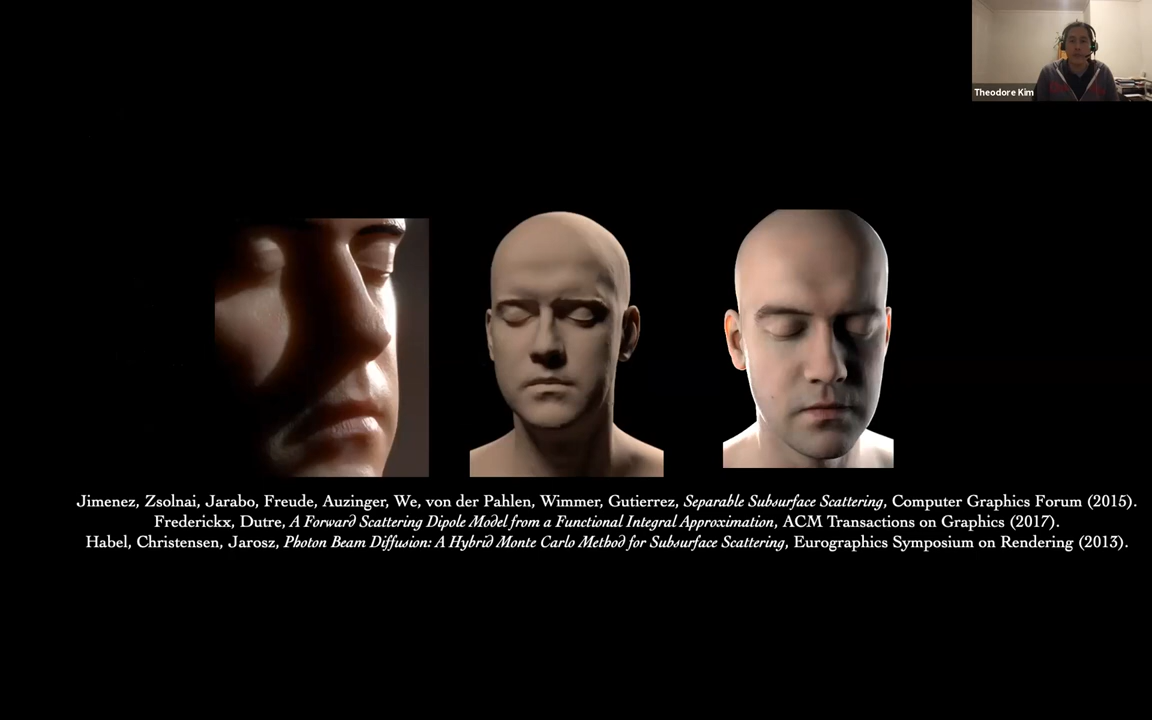 Theodore Kim
Jimenez, Zsolnai, Jarabo, Freude, Auzinger, We, von der Pahlen, Wimmer, Gutierrez, Separable Subsurface Scattering, Computer Graphics Forum (2015).
Frederickx, Dutre, A Forward Scattering Dipole Model from a Functional Integral Approximation, ACM Transactions on Graphics (2017).
Habel, Christensen, Jarosz, Photon Beam Diffusion: A Hybrid Monte Carlo Method for Subsurface Scattering, Eurographics Symposium on Rendering (2013).